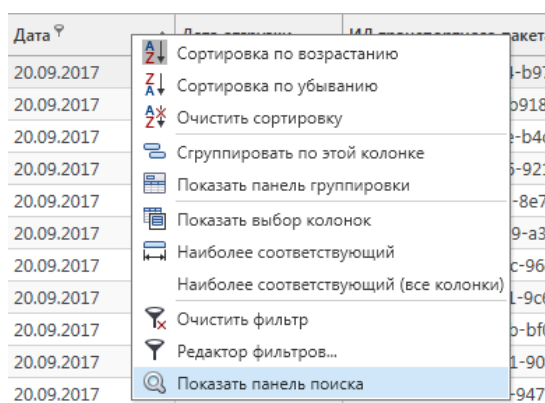 Дата
20.09.2017
20.09.2017
20.09.2017
20.09.2017
20.09.2017
20.09.2017
20.09.2017
20.09.2017
20.09.2017
20.09.2017
20.09.2017
Сортировка по возрастанию
Сортировка по убыванию
Очистить сортировку
Сгруппировать по этой колонке
Показать панель группировки
Показать выбор колонок
Наиболее соответствующий
Наиболее соответствующий (все колонки)
Очистить фильтр
Редактор фильтров...
Показать панель поиска